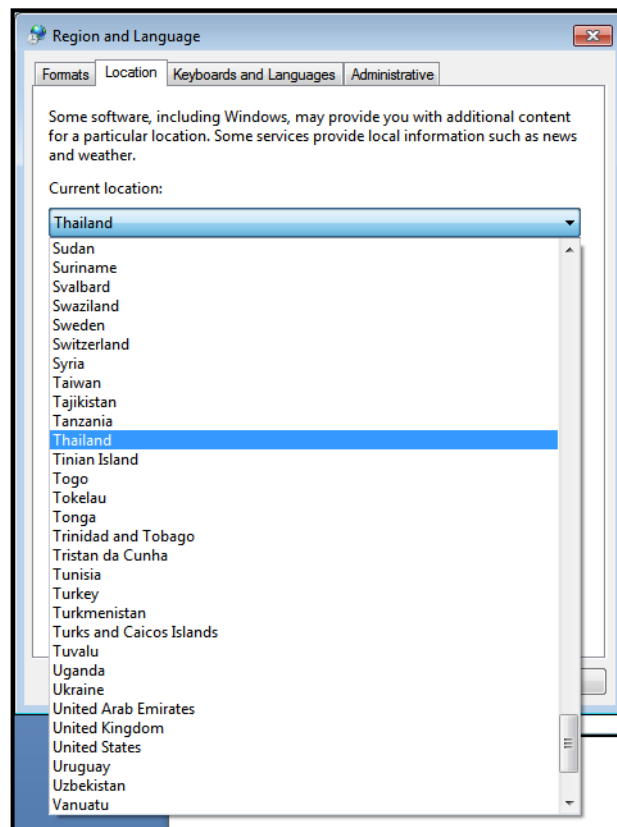 Region and Language
Formats Location Keyboards and Languages Administrative
Some software, including Windows, may provide you with additional content
for a particular location. Some services provide local information such as news
and weather.
Current location:
Thailand
Sudan
Suriname
Svalbard
Swaziland
Sweden
Switzerland
Syria
Taiwan
Tajikistan
Tanzania
Thailand
Tinian Island
Togo
Tokelau
Tonga
Trinidad and Tobago
Tristan da Cunha
Tunisia
Turkey
Turkmenistan
Turks and Caicos Islands
Tuvalu
Uganda
Ukraine
United Arab Emirates
United Kingdom
United States
Uruguay
Uzbekistan
Vanuatu